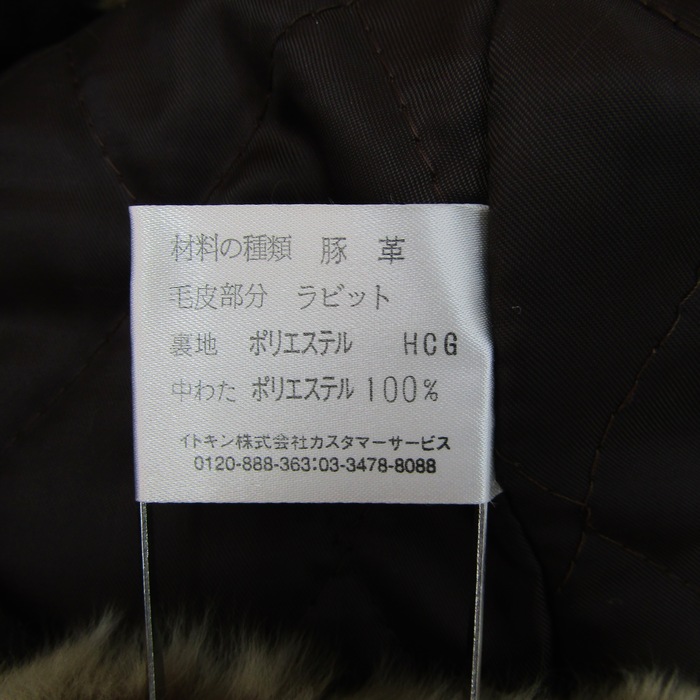 材料の種類 豚 革
毛皮部分 ラビット
裏地 ポリエステル HCG
中わた ポリエステル 100%
イトキン株式会社カスタマーサービス
0120-888-363:03-3478-8088